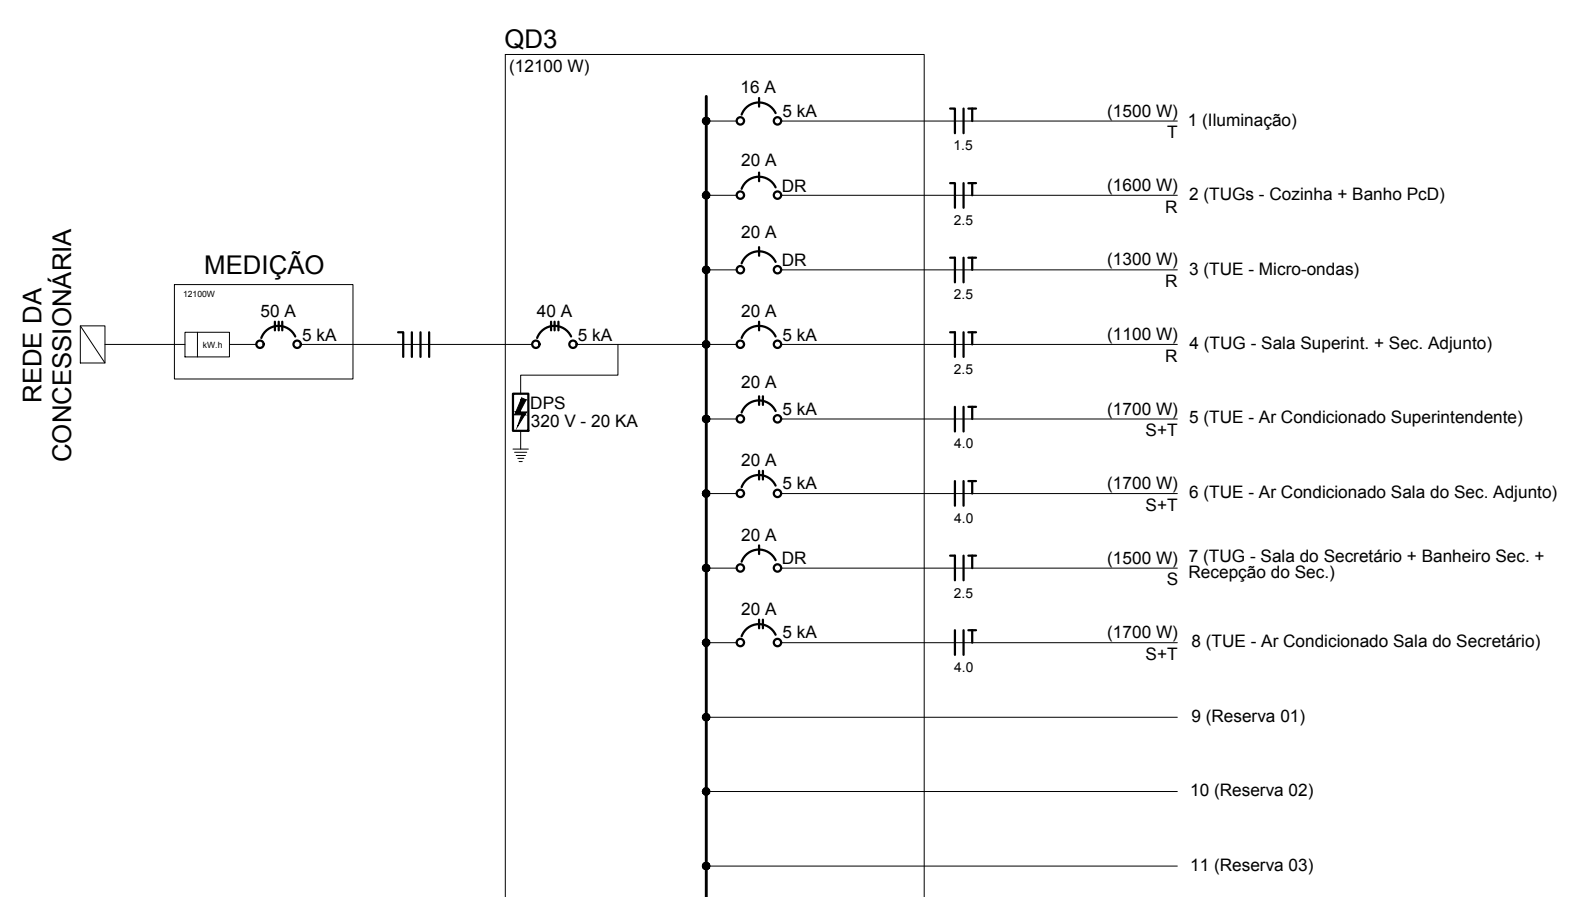 QD3
(12100 W)
REDE DA
CONCESSIONÁRIA
MEDIÇÃO
12100W
kW.h
50 A
5 kA
40 A
5 kA
DPS
320 V - 20 KA
16 A
5 kA
1.5
T
(1500 W)
T
1 (Iluminação)
20 A
DR
T
2.5
(1600 W)
R
2 (TUGs - Cozinha + Banho PcD)
20 A
DR
T
2.5
(1300 W)
R
3 (TUE - Micro-ondas)
20 A
5 kA
T
2.5
(1100 W)
R
4 (TUG - Sala Superint. + Sec. Adjunto)
20 A
5 kA
T
4.0
(1700 W)
S+T
5 (TUE - Ar Condicionado Superintendente)
20 A
5 kA
T
4.0
(1700 W)
S+T
6 (TUE - Ar Condicionado Sala do Sec. Adjunto)
20 A
DR
T
2.5
(1500 W)
S
7 (TUG - Sala do Secretário + Banheiro Sec. +
Recepção do Sec.)
20 A
5 kA
T
4.0
(1700 W)
S+T
8 (TUE - Ar Condicionado Sala do Secretário)
9 (Reserva 01)
10 (Reserva 02)
11 (Reserva 03)